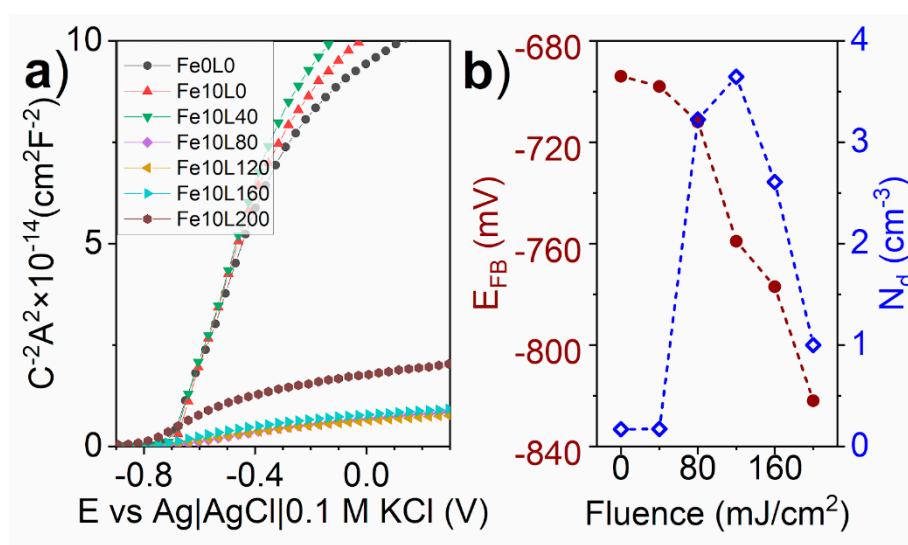 a)
10
5
0
C⁻²A²×10⁻¹⁴(cm²F⁻²)
Fe0L0
Fe10L0
Fe10L40
Fe10L80
Fe10L120
Fe10L160
Fe10L200
-0.8 -0.4 0.0
E vs Ag|AgCl|0.1 M KCl (V)
b)
-680
-720
-760
-800
-840
E_FB (mV)
4
3
2
1
0
N_d (cm⁻³)
0 80 160
Fluence (mJ/cm²)